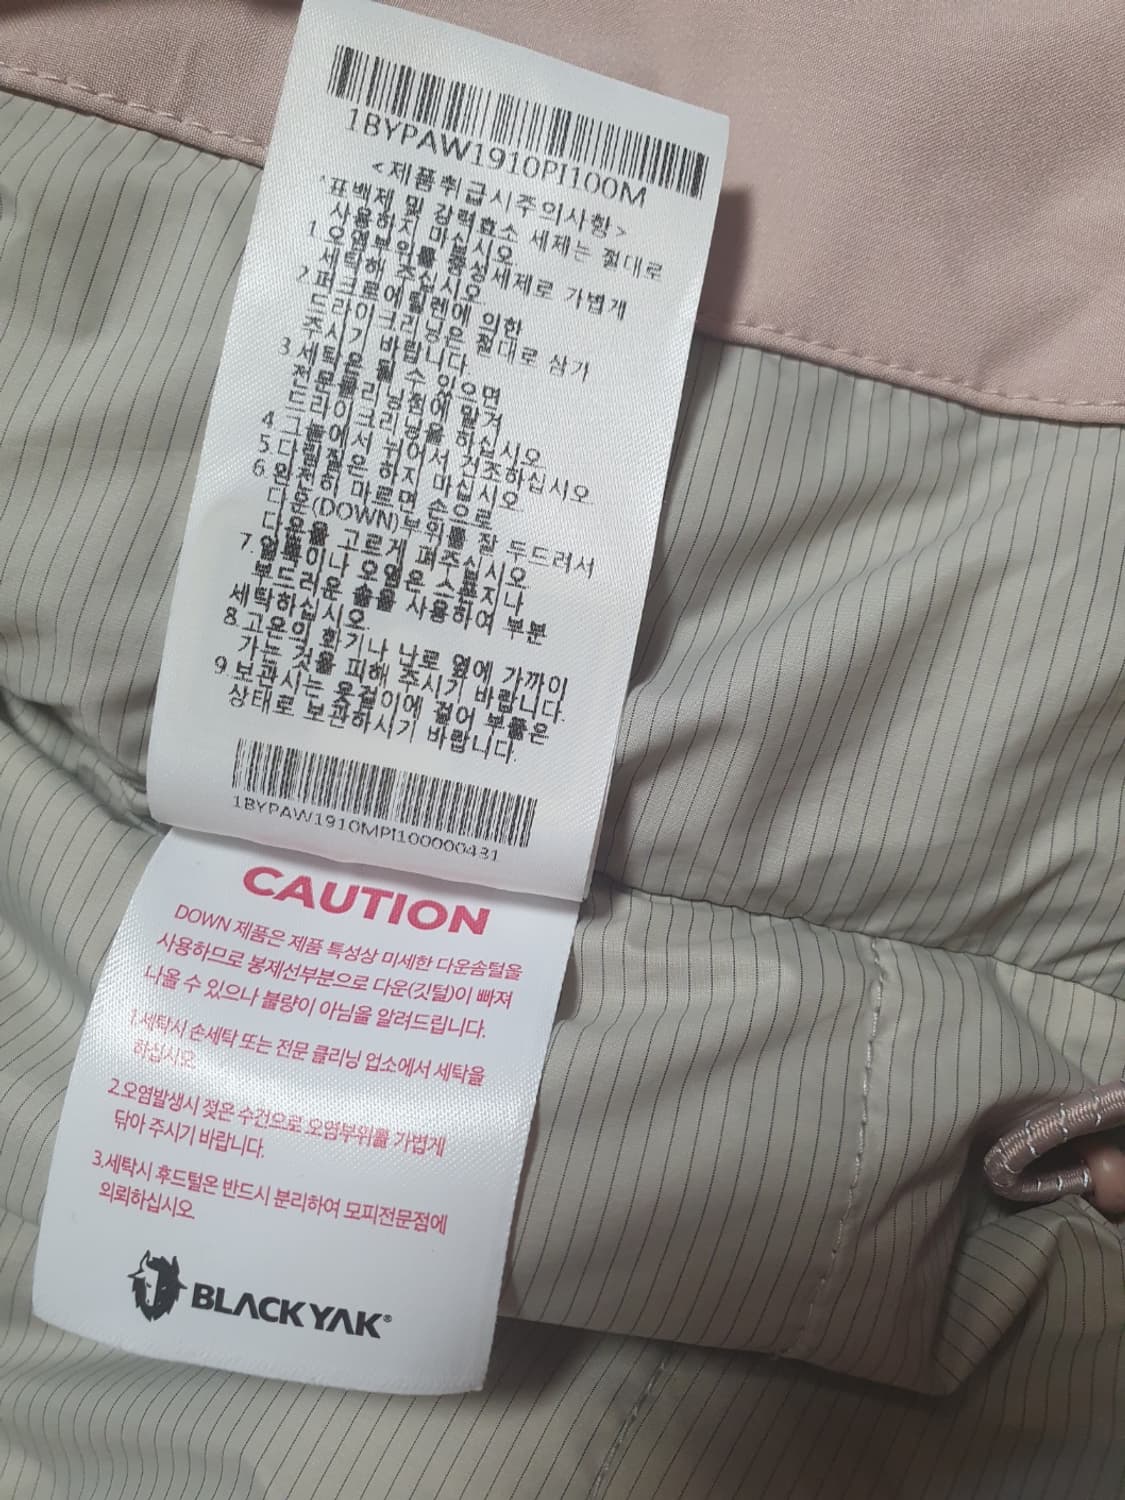 1BYPAW1910PI100M
<제품취급시주의사항>
*표백제 및 강력효소 세제는 절대로
사용하지 마십시오.
1.오염부위를 중성세제로 가볍게
세탁해 주십시오.
2.퍼크로에틸렌에 의한
드라이크리닝은 절대로 삼가
주시기 바랍니다.
3.세탁은 될 수 있으면
전문클리닝점에 맡겨
드라이크리닝을 하십시오.
4.그늘에서 뉘어서 건조하십시오.
5.다림질은 하지 마십시오.
6.완전히 마르면 손으로
다운(DOWN)부위를 잘 두드려서
다운을 고르게 펴주십시오.
7.얼룩이나 오염은 스폰지나
부드러운 솔을 사용하여 부분
세탁하십시오.
8.고온의 화기나 난로 옆에 가까이
가는 것을 피해 주시기 바랍니다.
9.보관시는 옷걸이에 걸어 부풀은
상태로 보관하시기 바랍니다.
1BYPAW1910MPI100000431
CAUTION
DOWN 제품은 제품 특성상 미세한 다운솜털을
사용하므로 봉제선부분으로 다운(깃털)이 빠져
나올 수 있으나 불량이 아님을 알려드립니다.
1.세탁시 손세탁 또는 전문 클리닝 업소에서 세탁을
하십시오.
2.오염발생시 젖은 수건으로 오염부위를 가볍게
닦아 주시기 바랍니다.
3.세탁시 후드털은 반드시 분리하여 모피전문점에
의뢰하십시오.
BLACKYAK®